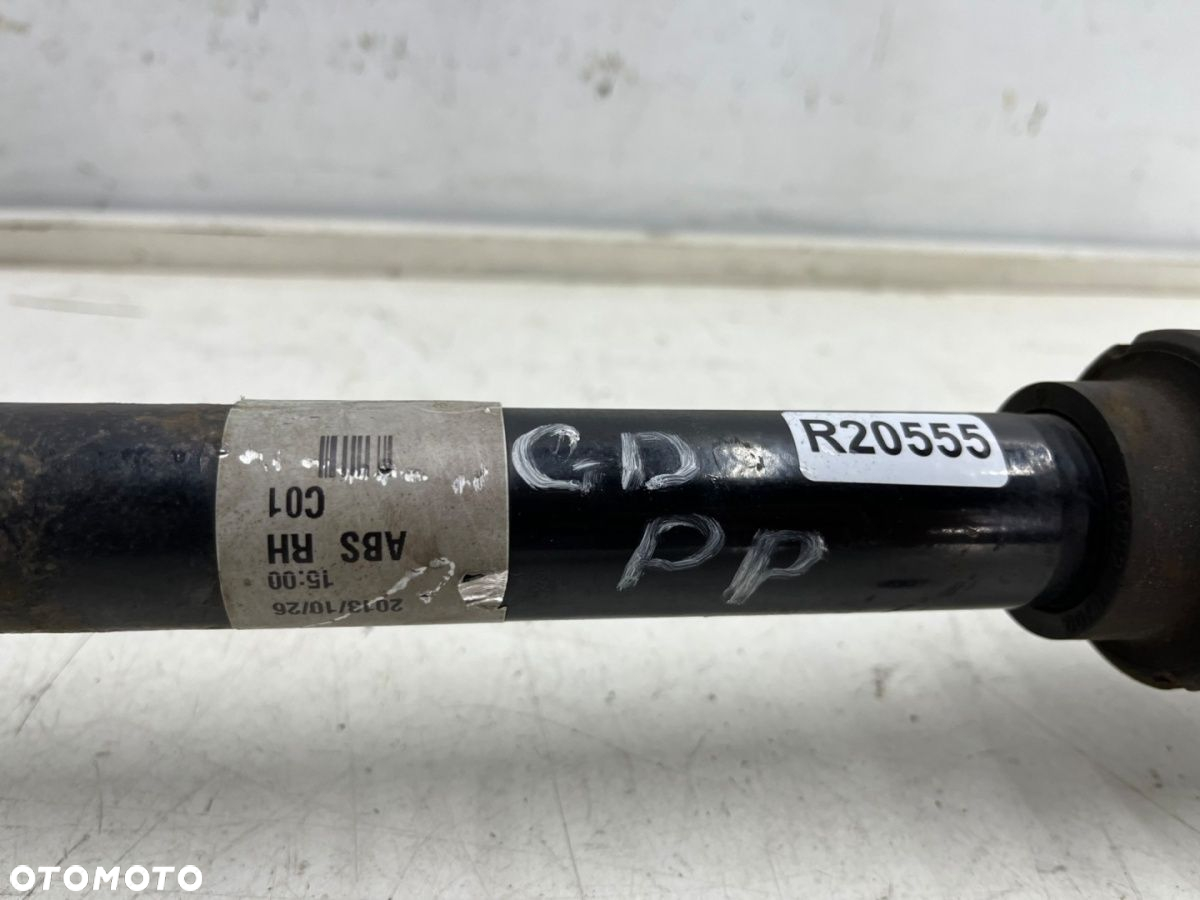 R20555
GD
PP
2013/10/26
15:00
ABS RH
C01
OTOMOTO